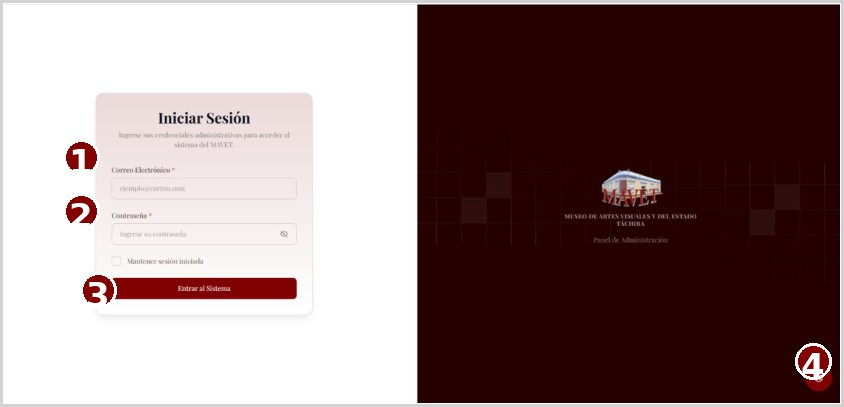 Iniciar Sesión
Ingrese sus credenciales administrativas para acceder al
sistema del MAVET.
1
Correo Electrónico *
ejemplo@correo.com
2
Contraseña *
Ingrese su contraseña
Mantener sesión iniciada
3
Entrar al Sistema
MAVET
MUSEO DE ARTES VISUALES Y DEL ESTADO
TÁCHIRA
Panel de Administración
4